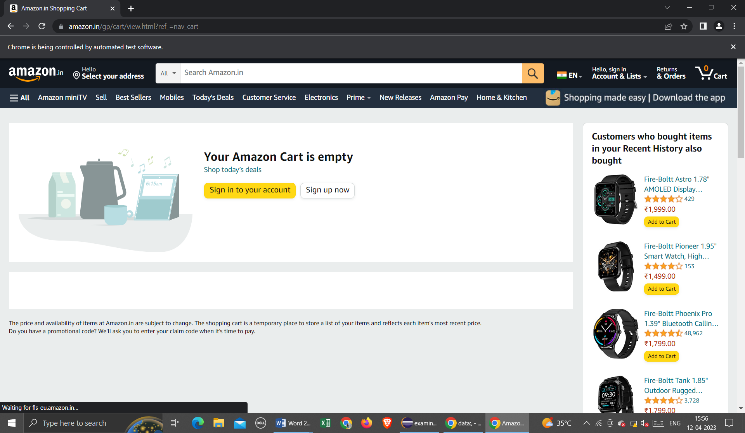 Amazon.in Shopping Cart
amazon.in/gp/cart/view.html?ref_=nav_cart
Chrome is being controlled by automated test software.
amazon.in
Hello
Select your address
All
Search Amazon.in
EN
Hello, sign in
Account & Lists
Returns
& Orders
0
Cart
All
Amazon miniTV
Sell
Best Sellers
Mobiles
Today's Deals
Customer Service
Electronics
Prime
New Releases
Amazon Pay
Home & Kitchen
Shopping made easy | Download the app
Your Amazon Cart is empty
Shop today's deals
Sign in to your account
Sign up now
Customers who bought items
in your Recent History also
bought
Fire-Boltt Astro 1.78"
AMOLED Display...
420
₹1,999.00
Add to Cart
Fire-Boltt Pioneer 1.95"
Smart Watch, High...
153
₹1,499.00
Add to Cart
Fire-Boltt Phoenix Pro
1.39" Bluetooth Callin...
48,962
₹1,799.00
Add to Cart
Fire-Boltt Tank 1.85"
Outdoor Rugged...
3,728
₹1,799.00
The price and availability of items at Amazon.in are subject to change. The shopping cart is a temporary place to store a list of your items and reflects each item's most recent price.
Do you have a promotional code? We'll ask you to enter your claim code when it's time to pay.
Waiting for fls-eu.amazon.in...
Type here to search
Word 2...
examin...
data:, - ...
Amazo...
35°C
ENG
15:56
12-04-2023